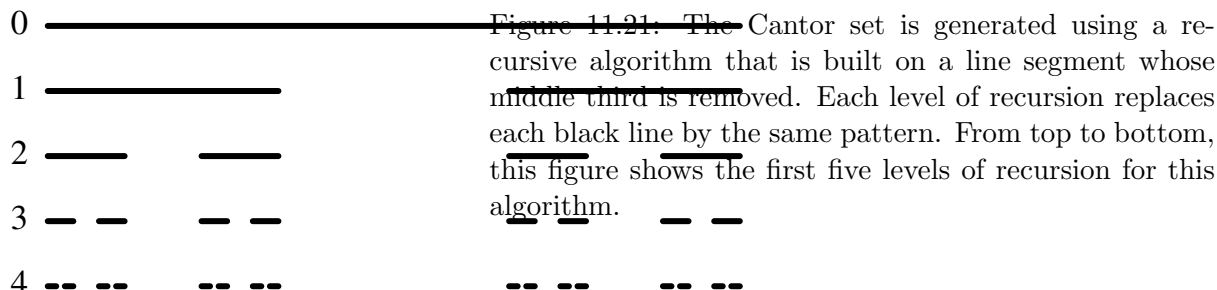 0
1
2
3
4
Figure 11.21: The Cantor set is generated using a re-
cursive algorithm that is built on a line segment whose
middle third is removed. Each level of recursion replaces
each black line by the same pattern. From top to bottom,
this figure shows the first five levels of recursion for this
algorithm.